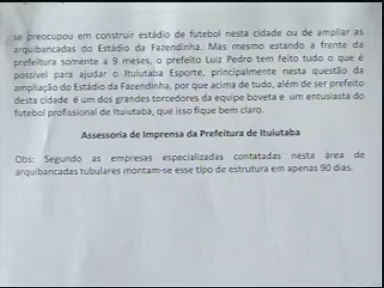 se preocupou em construir estádio de futebol nesta cidade ou de ampliar as
arquibancadas do Estádio da Fazendinha. Mas mesmo estando a frente da
prefeitura somente a 9 meses, o prefeito Luiz Pedro tem feito tudo o que é
possível para ajudar o Ituiutaba Esporte, principalmente nesta questão da
ampliação do Estádio da Fazendinha, por que acima de tudo, além de ser prefeito
desta cidade é um dos grandes torcedores da equipe boveta e um entusiasta do
futebol profissional de Ituiutaba, que isso fique bem claro.
Assessoria de Imprensa da Prefeitura de Ituiutaba
Obs: Segundo as empresas especializadas contatadas nesta área de
arquibancadas tubulares montam-se esse tipo de estrutura em apenas 90 dias.